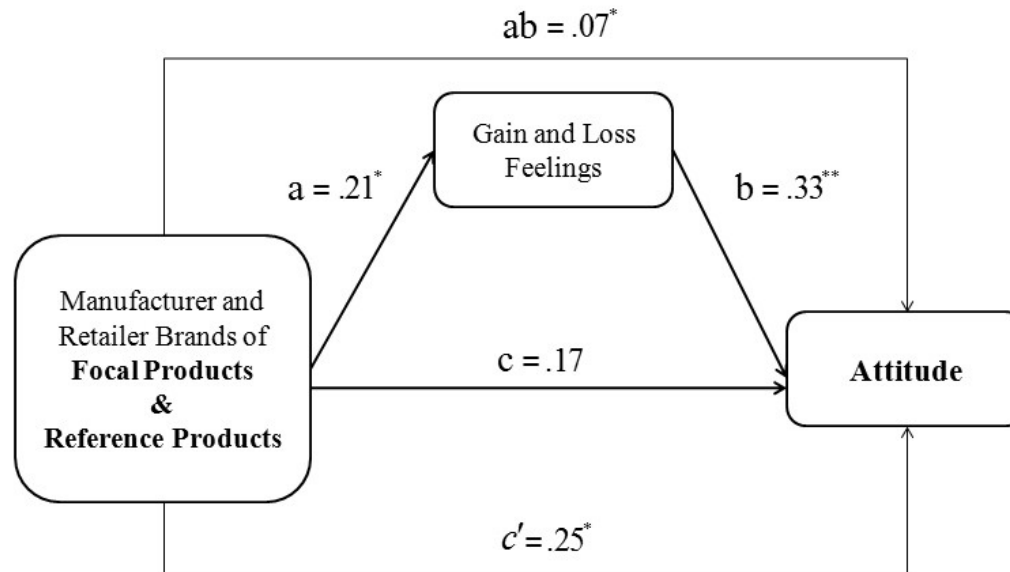 ab = .07*
Gain and Loss
Feelings
a = .21*
b = .33**
Manufacturer and
Retailer Brands of
Focal Products
&
Reference Products
c = .17
Attitude
c′ = .25*